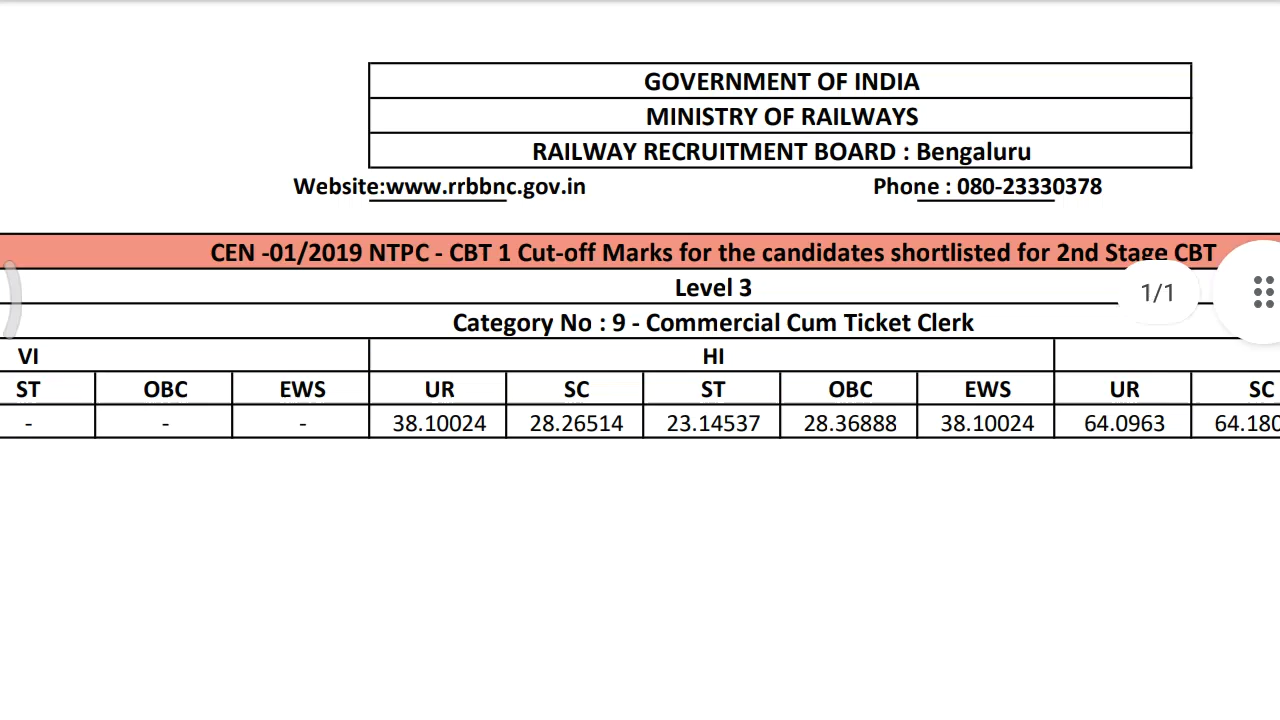 GOVERNMENT OF INDIA
MINISTRY OF RAILWAYS
RAILWAY RECRUITMENT BOARD : Bengaluru
Website:www.rrbbnc.gov.in Phone : 080-23330378
CEN -01/2019 NTPC - CBT 1 Cut-off Marks for the candidates shortlisted for 2nd Stage CBT
Level 3
1/1
Category No : 9 - Commercial Cum Ticket Clerk
VI HI
ST OBC EWS UR SC ST OBC EWS UR SC
- - - 38.10024 28.26514 23.14537 28.36888 38.10024 64.0963